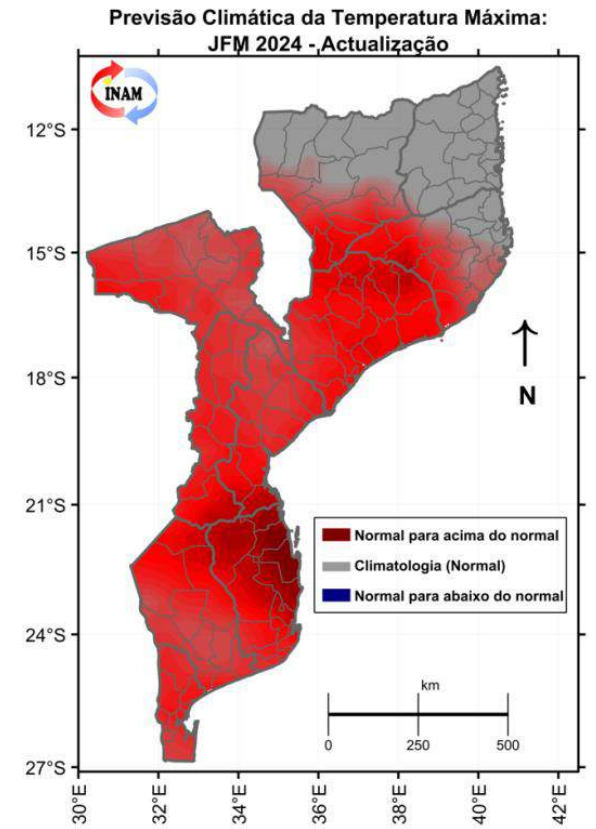 Previsão Climática da Temperatura Máxima:
JFM 2024 - Actualização
INAM
12°S
15°S
18°S
21°S
24°S
27°S
N
Normal para acima do normal
Climatologia (Normal)
Normal para abaixo do normal
km
0 250 500
30°E 32°E 34°E 36°E 38°E 40°E 42°E